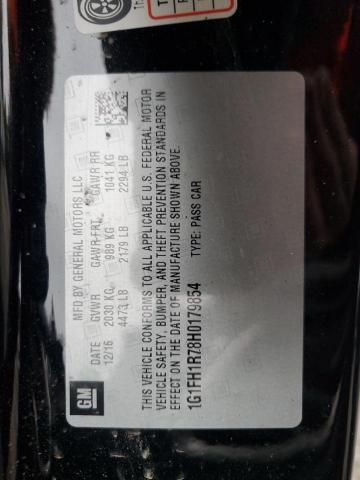 GM
MFD BY GENERAL MOTORS LLC
DATE GVWR GAWR FRT GAWR RR
12/16 2030 KG 989 KG 1041 KG
4473 LB 2179 LB 2294 LB
THIS VEHICLE CONFORMS TO ALL APPLICABLE U.S. FEDERAL MOTOR
VEHICLE SAFETY, BUMPER, AND THEFT PREVENTION STANDARDS IN
EFFECT ON THE DATE OF MANUFACTURE SHOWN ABOVE.
1G1FH1R78H0179854 TYPE: PASS CAR